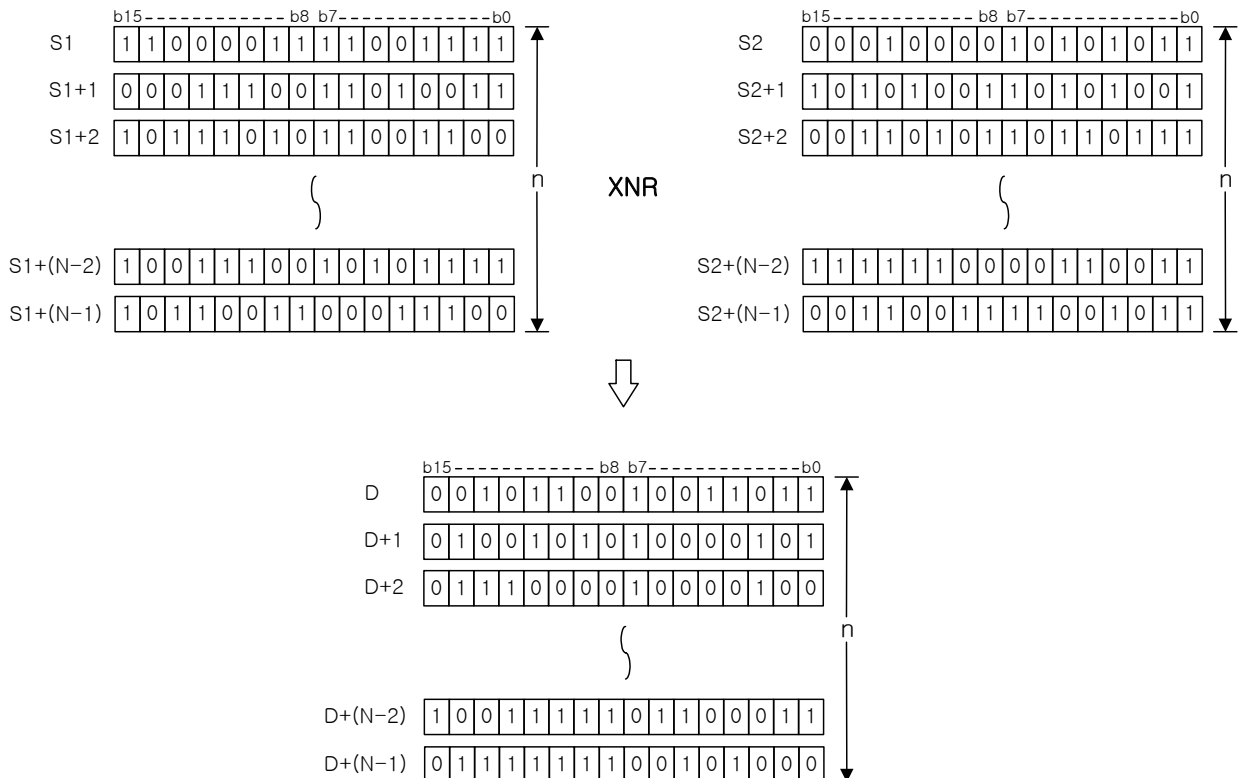 b15 b8 b7 b0
S1 1 1 0 0 0 0 1 1 1 1 0 0 1 1 1 1
S1+1 0 0 0 1 1 1 0 0 1 1 0 1 0 0 1 1
S1+2 1 0 1 1 1 0 1 0 1 1 0 0 1 1 0 0
n
S1+(N-2) 1 0 0 1 1 1 0 0 1 0 1 0 1 1 1 1
S1+(N-1) 1 0 1 1 0 0 1 1 0 0 0 1 1 1 0 0
XNR
b15 b8 b7 b0
S2 0 0 0 1 0 0 0 0 1 0 1 0 1 0 1 1
S2+1 1 0 1 0 1 0 0 1 1 0 1 0 1 0 0 1
S2+2 0 0 1 1 0 1 0 1 1 0 1 1 0 1 1 1
n
S2+(N-2) 1 1 1 1 1 1 0 0 0 0 1 1 0 0 1 1
S2+(N-1) 0 0 1 1 0 0 1 1 1 1 0 0 1 0 1 1
b15 b8 b7 b0
D 0 0 1 0 1 1 0 0 1 0 0 1 1 0 1 1
D+1 0 1 0 0 1 0 1 0 1 0 0 0 0 1 0 1
D+2 0 1 1 1 0 0 0 0 1 0 0 0 0 1 0 0
n
D+(N-2) 1 0 0 1 1 1 1 1 0 1 1 0 0 0 1 1
D+(N-1) 0 1 1 1 1 1 1 1 0 0 1 0 1 0 0 0